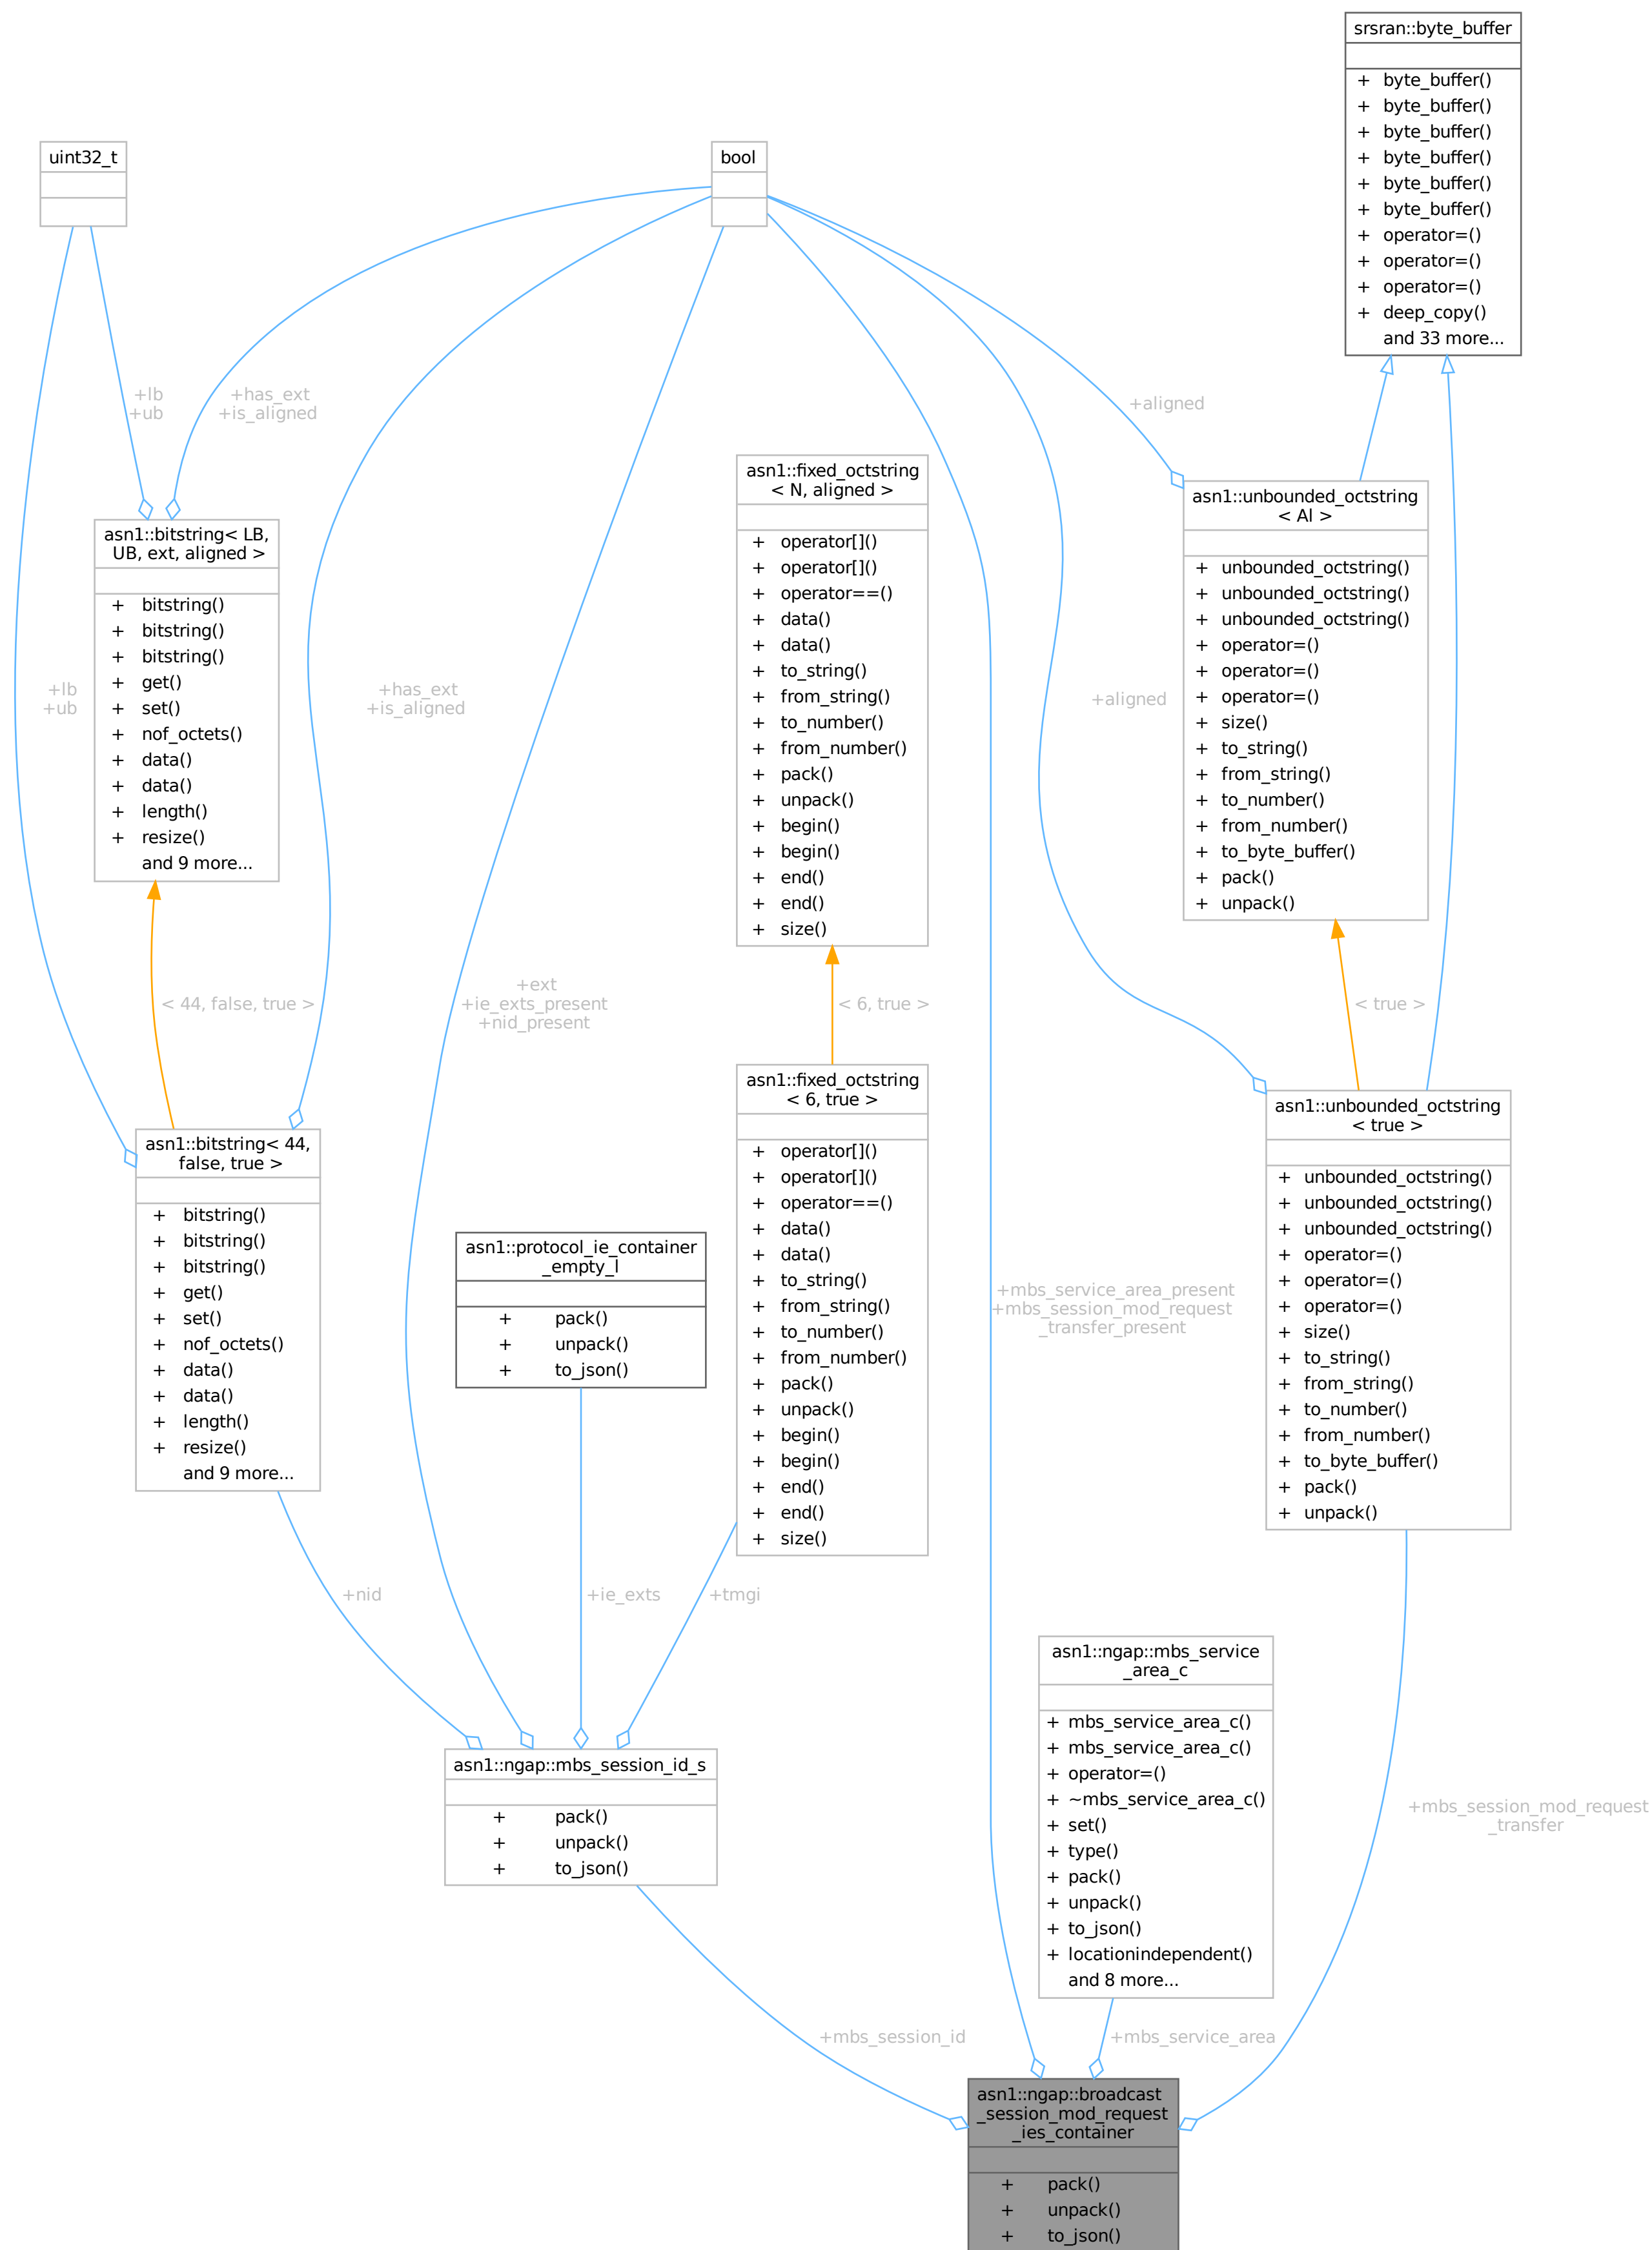 srsran::byte_buffer
+ byte_buffer()
+ byte_buffer()
+ byte_buffer()
+ byte_buffer()
+ byte_buffer()
+ byte_buffer()
+ operator=()
+ operator=()
+ operator=()
+ deep_copy()
and 33 more...
uint32_t
bool
+lb
+ub
+has_ext
+is_aligned
+aligned
asn1::bitstring< LB,
UB, ext, aligned >
+ bitstring()
+ bitstring()
+ bitstring()
+ get()
+ set()
+ nof_octets()
+ data()
+ data()
+ length()
+ resize()
and 9 more...
asn1::fixed_octstring
< N, aligned >
+ operator[]()
+ operator[]()
+ operator==()
+ data()
+ data()
+ to_string()
+ from_string()
+ to_number()
+ from_number()
+ pack()
+ unpack()
+ begin()
+ begin()
+ end()
+ end()
+ size()
asn1::unbounded_octstring
< Al >
+ unbounded_octstring()
+ unbounded_octstring()
+ unbounded_octstring()
+ operator=()
+ operator=()
+ operator=()
+ size()
+ to_string()
+ from_string()
+ to_number()
+ from_number()
+ to_byte_buffer()
+ pack()
+ unpack()
+lb
+ub
+has_ext
+is_aligned
+aligned
< 44, false, true >
+ext
+ie_exts_present
+nid_present
< 6, true >
< true >
asn1::bitstring< 44,
false, true >
+ bitstring()
+ bitstring()
+ bitstring()
+ get()
+ set()
+ nof_octets()
+ data()
+ data()
+ length()
+ resize()
and 9 more...
asn1::protocol_ie_container
_empty_l
+ pack()
+ unpack()
+ to_json()
asn1::fixed_octstring
< 6, true >
+ operator[]()
+ operator[]()
+ operator==()
+ data()
+ data()
+ to_string()
+ from_string()
+ to_number()
+ from_number()
+ pack()
+ unpack()
+ begin()
+ begin()
+ end()
+ end()
+ size()
+mbs_service_area_present
+mbs_session_mod_request
_transfer_present
asn1::unbounded_octstring
< true >
+ unbounded_octstring()
+ unbounded_octstring()
+ unbounded_octstring()
+ operator=()
+ operator=()
+ operator=()
+ size()
+ to_string()
+ from_string()
+ to_number()
+ from_number()
+ to_byte_buffer()
+ pack()
+ unpack()
+nid
+ie_exts
+tmgi
asn1::ngap::mbs_session_id_s
+ pack()
+ unpack()
+ to_json()
asn1::ngap::mbs_service
_area_c
+ mbs_service_area_c()
+ mbs_service_area_c()
+ operator=()
+ ~mbs_service_area_c()
+ set()
+ type()
+ pack()
+ unpack()
+ to_json()
+ locationindependent()
and 8 more...
+mbs_session_mod_request
_transfer
+mbs_session_id
+mbs_service_area
asn1::ngap::broadcast
_session_mod_request
_ies_container
+ pack()
+ unpack()
+ to_json()